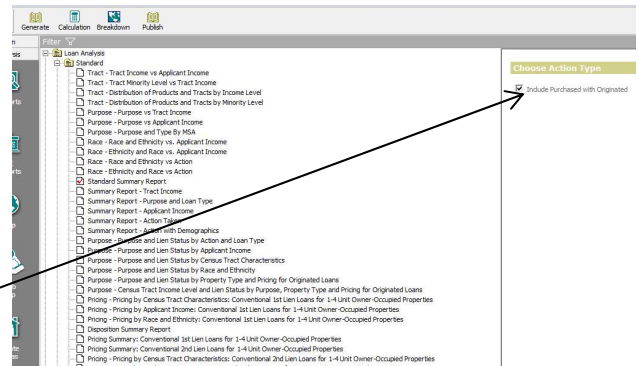 Generate Calculation Breakdown Publish
Filter
Loan Analysis
Standard
Tract - Tract Income vs Applicant Income
Tract - Tract Minority Level vs Tract Income
Tract - Distribution of Products and Tracts by Income Level
Tract - Distribution of Products and Tracts by Minority Level
Purpose - Purpose vs Tract Income
Purpose - Purpose vs Applicant Income
Purpose - Purpose and Type By MSA
Race - Race and Ethnicity vs. Applicant Income
Race - Ethnicity and Race vs. Applicant Income
Race - Race and Ethnicity vs Action
Race - Ethnicity and Race vs Action
Standard Summary Report
Summary Report - Tract Income
Summary Report - Purpose and Loan Type
Summary Report - Applicant Income
Summary Report - Action Taken
Summary Report - Action with Demographics
Purpose - Purpose and Lien Status by Action and Loan Type
Purpose - Purpose and Lien Status by Applicant Income
Purpose - Purpose and Lien Status by Census Tract Characteristics
Purpose - Purpose and Lien Status by Race and Ethnicity
Purpose - Purpose and Lien Status by Property Type and Pricing for Originated Loans
Purpose - Census Tract Income Level and Lien Status by Purpose, Property Type and Pricing for Originated Loans
Pricing - Pricing by Census Tract Characteristics: Conventional 1st Lien Loans for 1-4 Unit Owner-Occupied Properties
Pricing - Pricing by Applicant Income: Conventional 1st Lien Loans for 1-4 Unit Owner-Occupied Properties
Pricing - Pricing by Race and Ethnicity: Conventional 1st Lien Loans for 1-4 Unit Owner-Occupied Properties
Disposition Summary Report
Pricing Summary: Conventional 1st Lien Loans for 1-4 Unit Owner-Occupied Properties
Pricing Summary: Conventional 2nd Lien Loans for 1-4 Unit Owner-Occupied Properties
Pricing - Pricing by Census Tract Characteristics: Conventional 2nd Lien Loans for 1-4 Unit Owner-Occupied Properties
Choose Action Type
Include Purchased with Originated